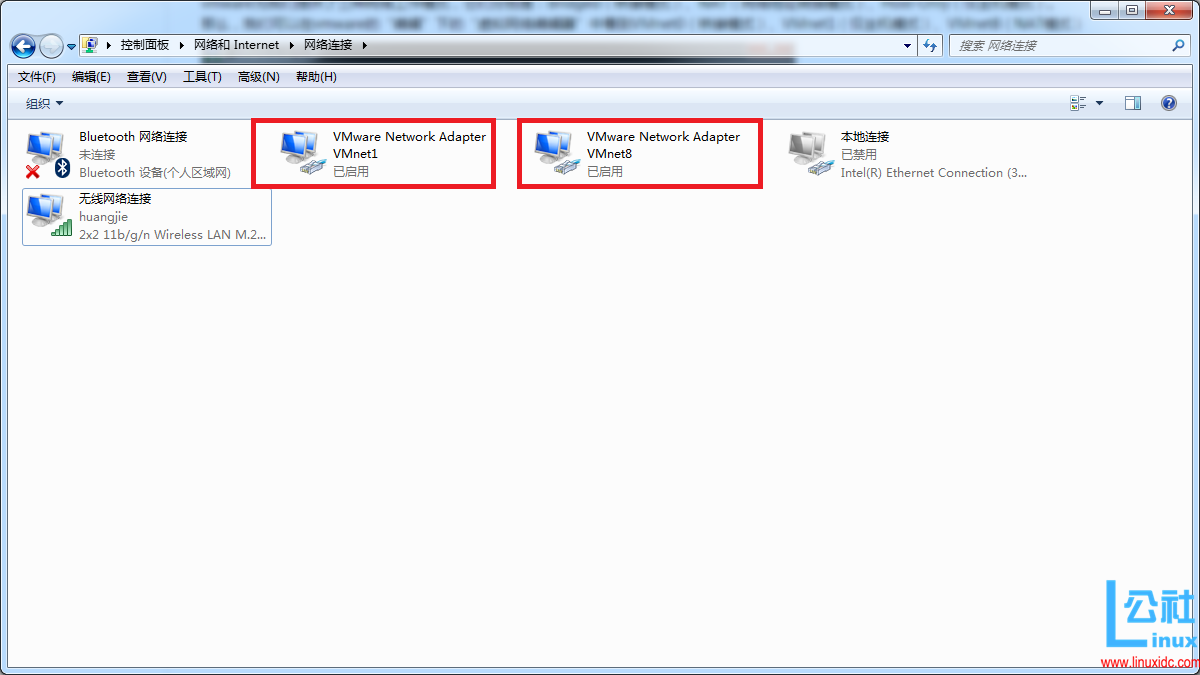 控制面板 ▸ 网络和 Internet ▸ 网络连接 ▸
搜索 网络连接
文件(F) 编辑(E) 查看(V) 工具(T) 高级(N) 帮助(H)
组织
Bluetooth 网络连接
未连接
Bluetooth 设备(个人区域网)
VMware Network Adapter
VMnet1
已启用
VMware Network Adapter
VMnet8
已启用
本地连接
已禁用
Intel(R) Ethernet Connection (3...
无线网络连接
huangjie
2x2 11b/g/n Wireless LAN M.2...
公社
Linux
www.linuxidc.com